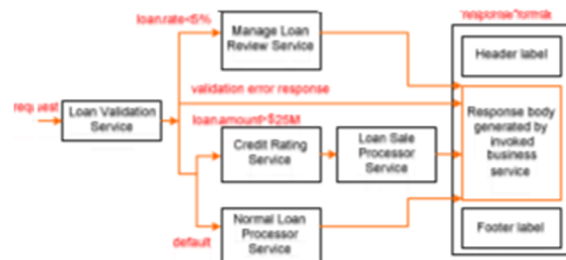 loan.rate<5%
Manage Loan
Review Service
"response" format
Header label
validation error response
request
Loan Validation
Service
loan.amount>$25M
Credit Rating
Service
Loan Sale
Processor
Service
Response body
generated by
invoked
business
service
default
Normal Loan
Processor
Service
Footer label